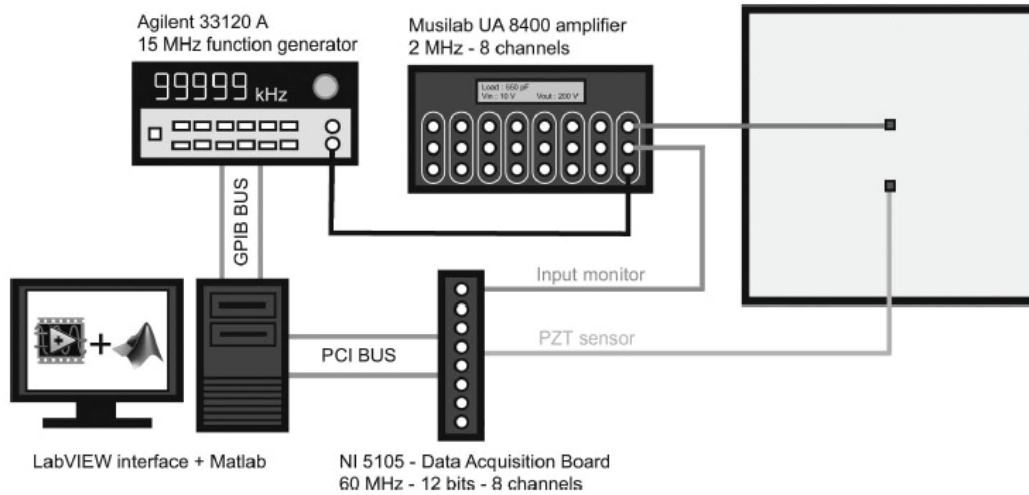 Agilent 33120 A
15 MHz function generator
99999 kHz
Musilab UA 8400 amplifier
2 MHz - 8 channels
Load : 550 pF
Vin : 10 V Vout : 200 V
GPIB BUS
Input monitor
PCI BUS
PZT sensor
LabVIEW interface + Matlab
NI 5105 - Data Acquisition Board
60 MHz - 12 bits - 8 channels